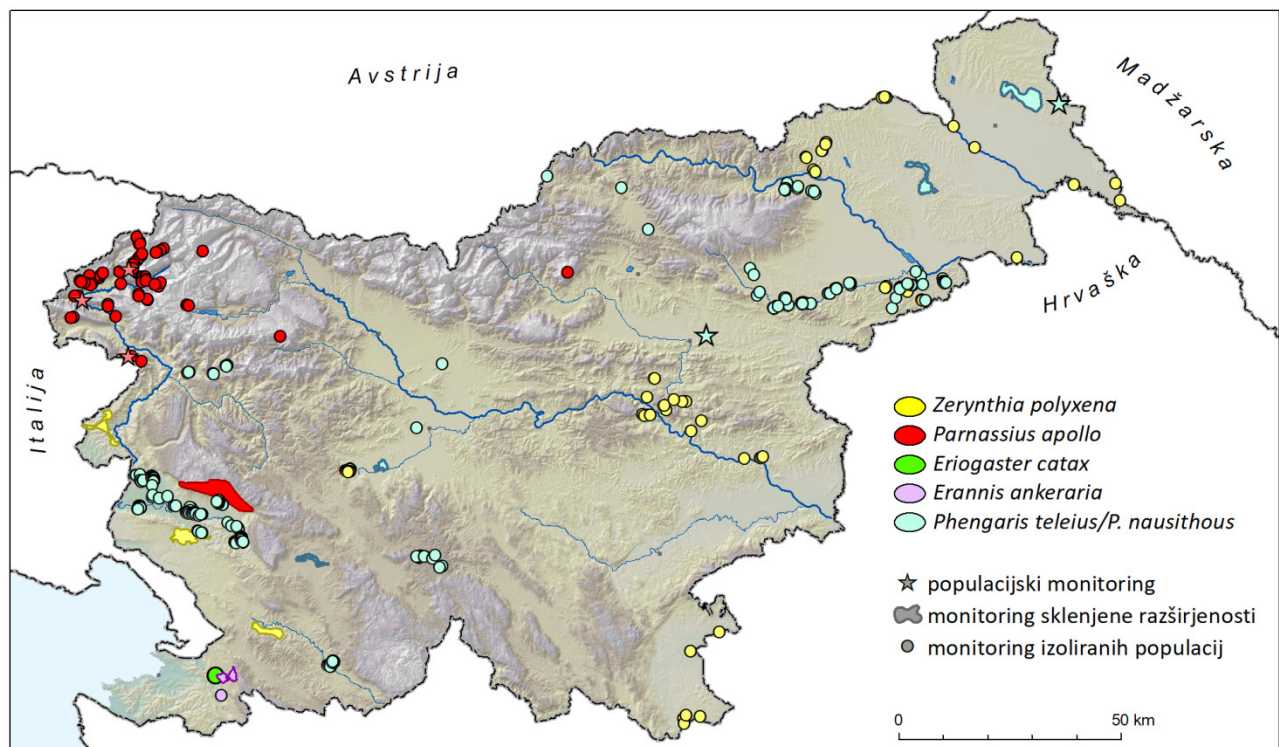 Avstrija
Madžarska
Hrvaška
Italija
Zerynthia polyxena
Parnassius apollo
Eriogaster catax
Erannis ankeraria
Phengaris teleius/P. nausithous
populacijski monitoring
monitoring sklenjene razširjenosti
monitoring izoliranih populacij
0 50 km